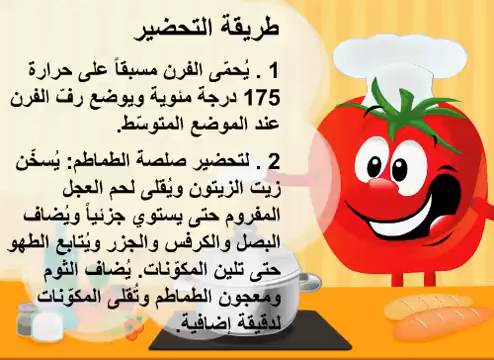 طريقة التحضير
1 . يُحمّى الفرن مسبقاً على حرارة
175 درجة مئوية ويوضع رفّ الفرن
عند الموضع المتوسّط.
2 . لتحضير صلصة الطماطم: يُسخّن
زيت الزيتون ويُقلى لحم العجل
المفروم حتى يستوي جزئياً ويُضاف
البصل والكرفس والجزر ويُتابع الطهو
حتى تلين المكوّنات. يُضاف الثوم
ومعجون الطماطم وتُقلى المكوّنات
لدقيقة إضافية.